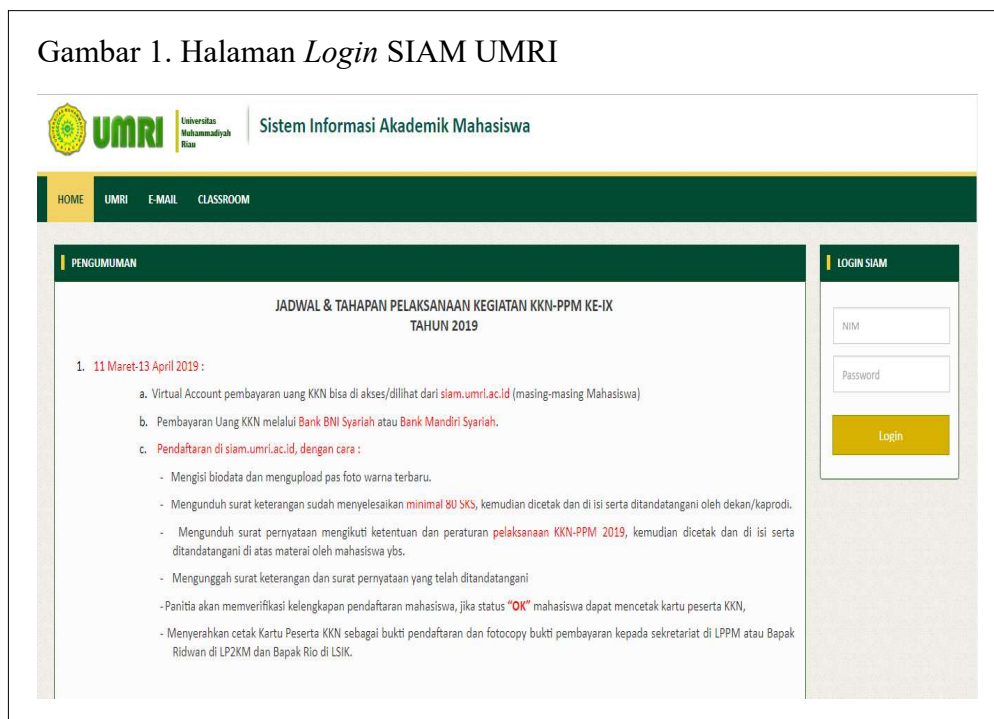 Gambar 1. Halaman Login SIAM UMRI
UMRI
Universitas
Muhammadiyah
Riau
Sistem Informasi Akademik Mahasiswa
HOME UMRI E-MAIL CLASSROOM
PENGUMUMAN
JADWAL & TAHAPAN PELAKSANAAN KEGIATAN KKN-PPM KE-IX
TAHUN 2019
1. 11 Maret-13 April 2019 :
a. Virtual Account pembayaran uang KKN bisa di akses/dilihat dari siam.umri.ac.id (masing-masing Mahasiswa)
b. Pembayaran Uang KKN melalui Bank BNI Syariah atau Bank Mandiri Syariah.
c. Pendaftaran di siam.umri.ac.id, dengan cara :
- Mengisi biodata dan mengupload pas foto warna terbaru.
- Mengunduh surat keterangan sudah menyelesaikan minimal 80 SKS, kemudian dicetak dan di isi serta ditandatangani oleh dekan/kaprodi.
- Mengunduh surat pernyataan mengikuti ketentuan dan peraturan pelaksanaan KKN-PPM 2019, kemudian dicetak dan di isi serta
ditandatangani di atas materai oleh mahasiswa ybs.
- Mengunggah surat keterangan dan surat pernyataan yang telah ditandatangani
- Panitia akan memverifikasi kelengkapan pendaftaran mahasiswa, jika status "OK" mahasiswa dapat mencetak kartu peserta KKN,
- Menyerahkan cetak Kartu Peserta KKN sebagai bukti pendaftaran dan fotocopy bukti pembayaran kepada sekretariat di LPPM atau Bapak
Ridwan di LP2KM dan Bapak Rio di LSIK.
LOGIN SIAM
NIM
Password
Login